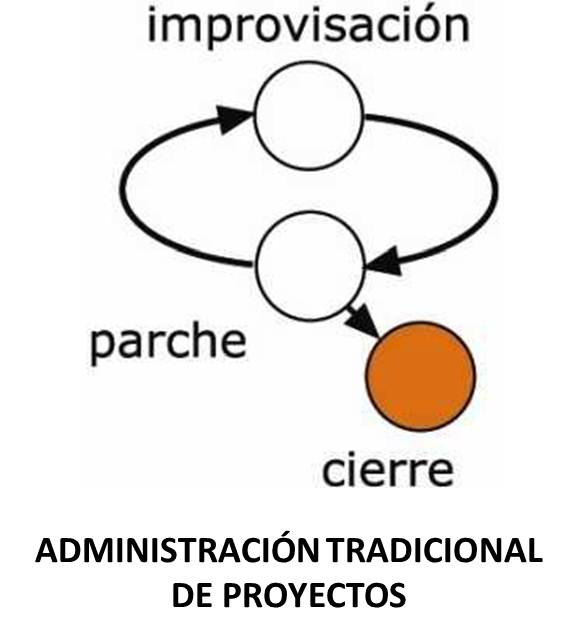 improvisación
parche
cierre
ADMINISTRACIÓN TRADICIONAL
DE PROYECTOS